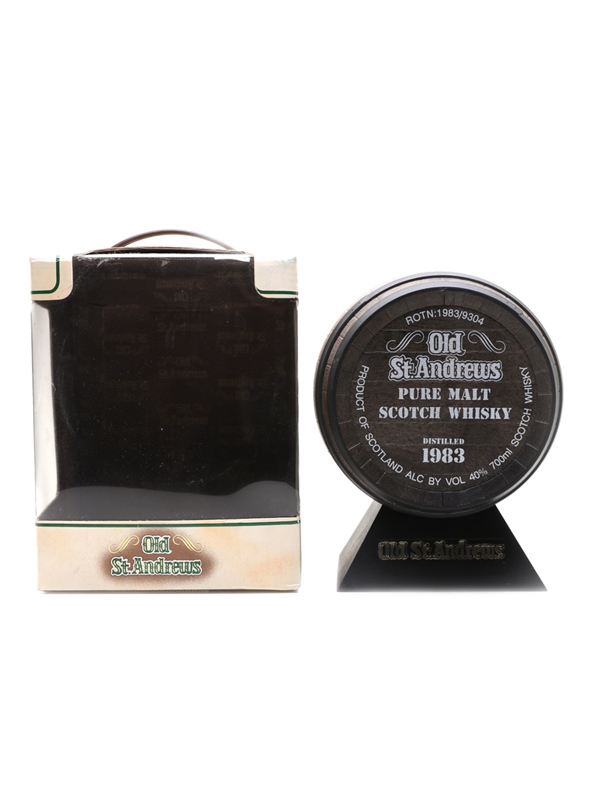 Old
St. Andrews
ROTN:1983/9304
Old
St. Andrews
PURE MALT
SCOTCH WHISKY
DISTILLED
1983
PRODUCT OF SCOTLAND ALC BY VOL 40% 700ml SCOTCH WHISKY
Old St. Andrews